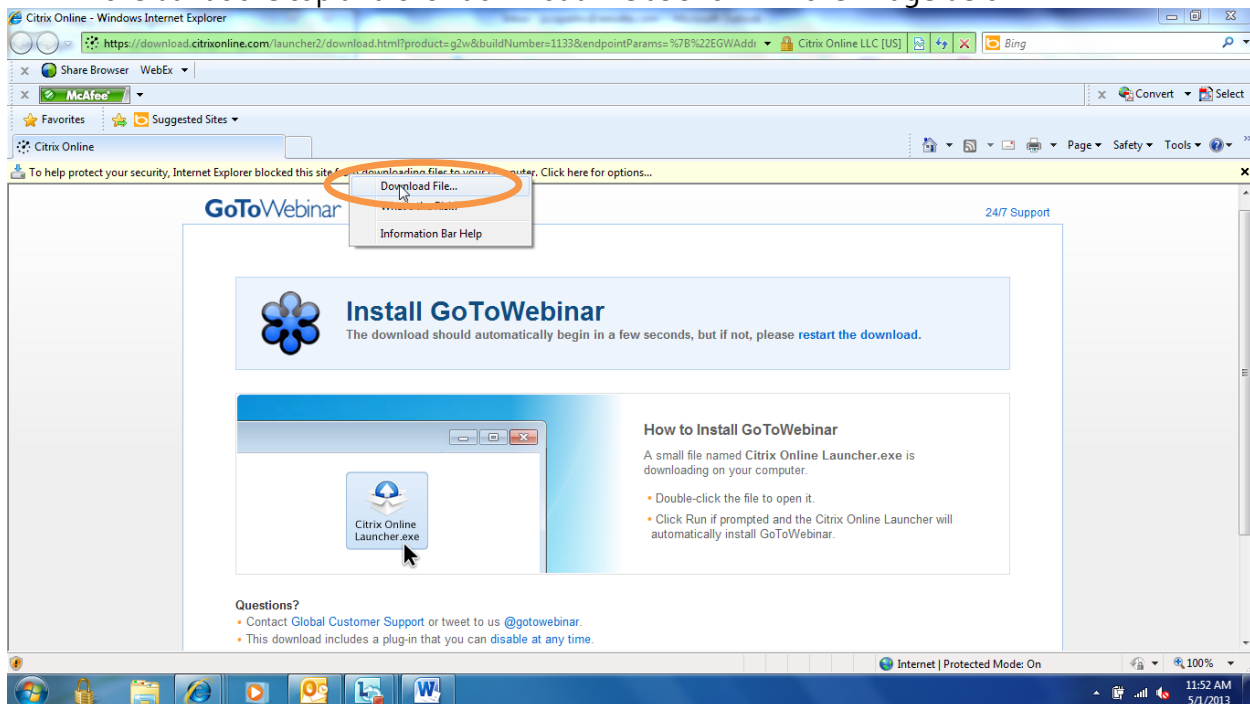 Citrix Online - Windows Internet Explorer
https://download.citrixonline.com/launcher2/download.html?product=g2w&buildNumber=1133&endpointParams=%7B%22EGWAddr Citrix Online LLC [US] Bing
x Share Browser WebEx
x McAfee x Convert Select
Favorites Suggested Sites
Citrix Online Page Safety Tools
To help protect your security, Internet Explorer blocked this site from downloading files to your computer. Click here for options...
Download File...
Information Bar Help
GoToWebinar 24/7 Support
Install GoToWebinar
The download should automatically begin in a few seconds, but if not, please restart the download.
How to Install GoToWebinar
A small file named Citrix Online Launcher.exe is
downloading on your computer.
• Double-click the file to open it.
• Click Run if prompted and the Citrix Online Launcher will
automatically install GoToWebinar.
Citrix Online
Launcher.exe
Questions?
• Contact Global Customer Support or tweet to us @gotowebinar.
• This download includes a plug-in that you can disable at any time.
Internet | Protected Mode: On 100%
11:52 AM
5/1/2013